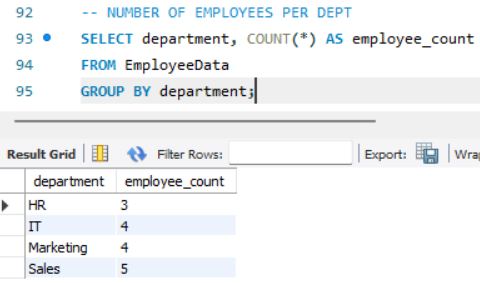 92 -- NUMBER OF EMPLOYEES PER DEPT
93 SELECT department, COUNT(*) AS employee_count
94 FROM EmployeeData
95 GROUP BY department;
Result Grid Filter Rows: Export: Wrap
department employee_count
HR 3
IT 4
Marketing 4
Sales 5